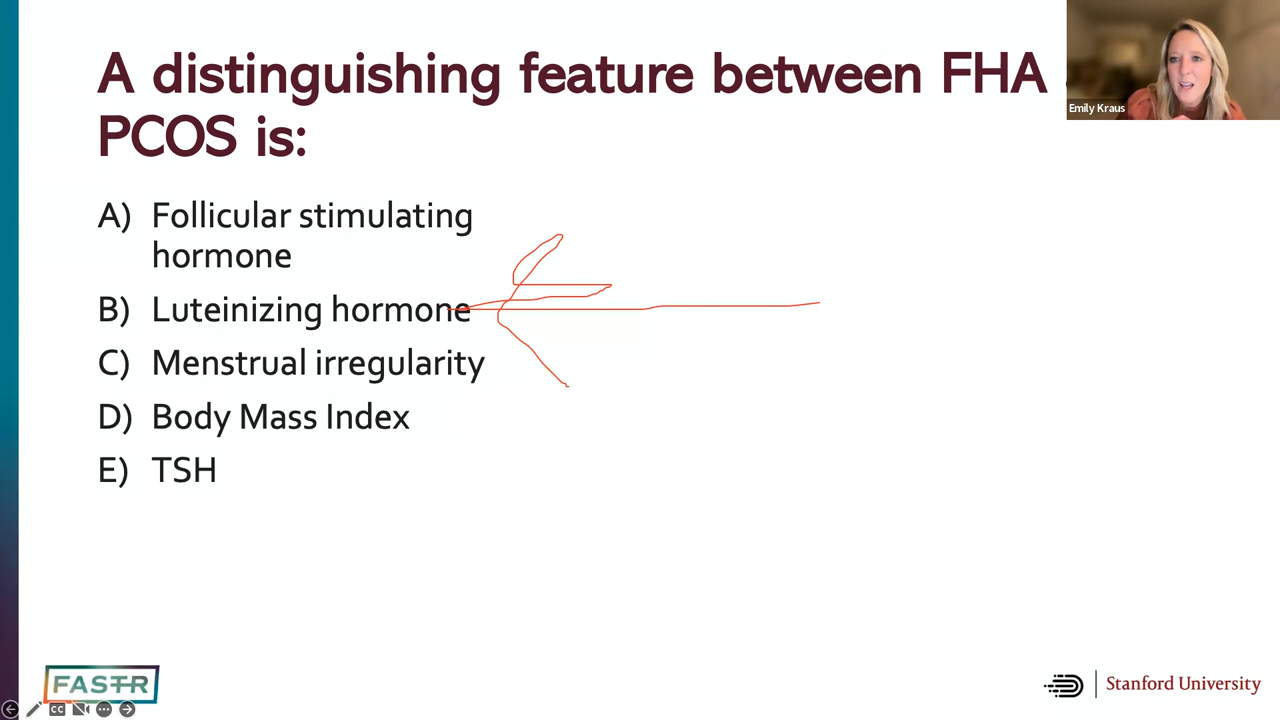 A distinguishing feature between FHA
PCOS is:
Emily Kraus
A) Follicular stimulating
hormone
B) Luteinizing hormone
C) Menstrual irregularity
D) Body Mass Index
E) TSH
FASTR
Stanford University
CC